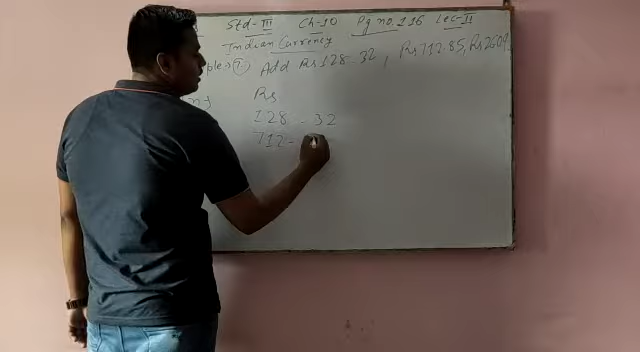 Std-III Ch-10 Pg no.116 Lec-II
Indian Currency
Add Rs 128.32, Rs 712.85, Rs 260
Rs
128.32
712.